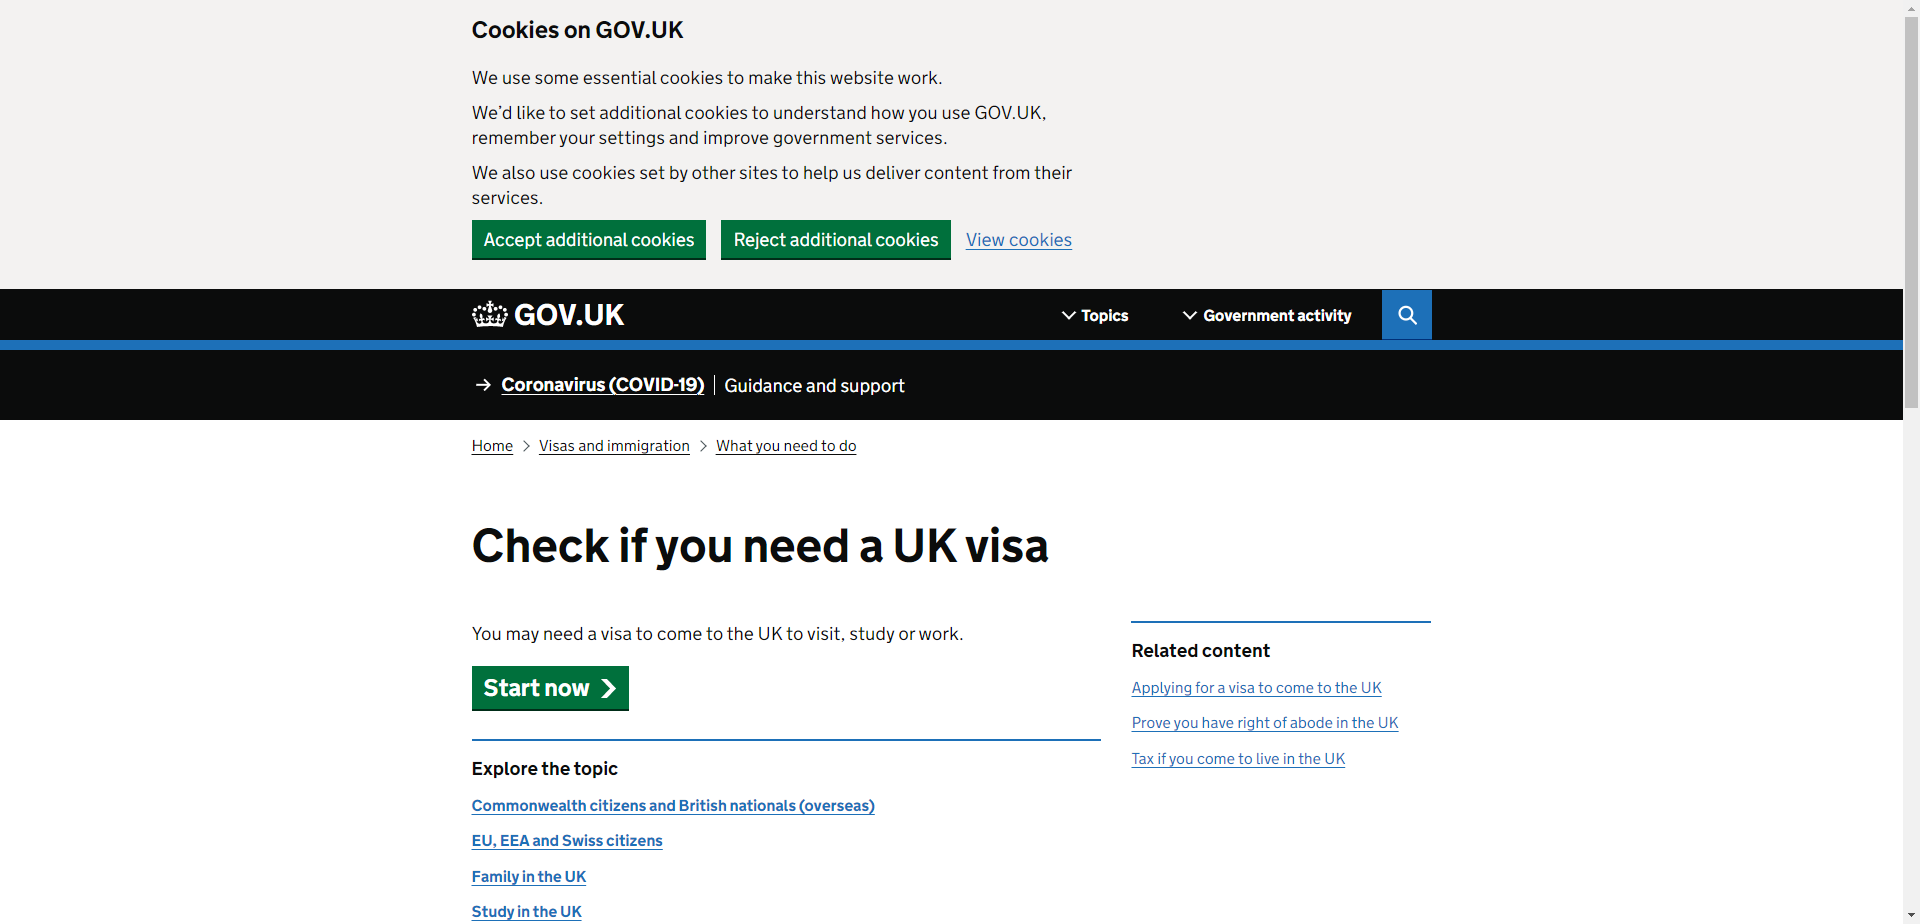 Cookies on GOV.UK
We use some essential cookies to make this website work.
We’d like to set additional cookies to understand how you use GOV.UK,
remember your settings and improve government services.
We also use cookies set by other sites to help us deliver content from their
services.
Accept additional cookies Reject additional cookies View cookies
GOV.UK Topics Government activity
Coronavirus (COVID-19) Guidance and support
Home Visas and immigration What you need to do
Check if you need a UK visa
You may need a visa to come to the UK to visit, study or work.
Start now
Explore the topic
Commonwealth citizens and British nationals (overseas)
EU, EEA and Swiss citizens
Family in the UK
Study in the UK
Related content
Applying for a visa to come to the UK
Prove you have right of abode in the UK
Tax if you come to live in the UK